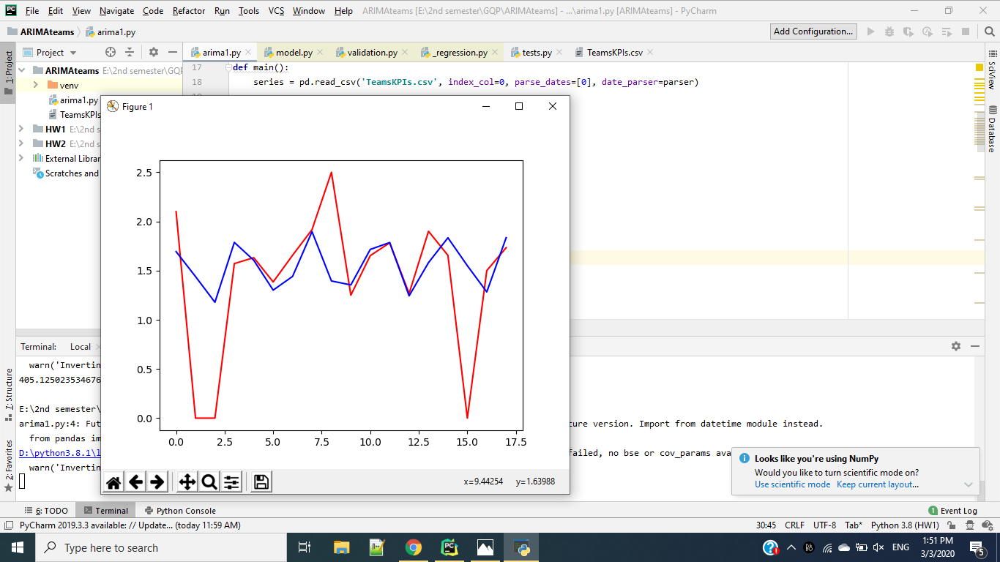 PC File Edit View Navigate Code Refactor Run Tools VCS Window Help ARIMAteams [E:\2nd semester\GQP\ARIMAteams] - ...\arima1.py [ARIMAteams] - PyCharm
ARIMAteams arima1.py Add Configuration...
1: Project
Project arima1.py model.py validation.py _regression.py tests.py TeamsKPIs.csv
ARIMAteams E:\2nd semester\GQP
venv
arima1.py
TeamsKPIs
HW1 E:\2nd s
HW2 E:\2nd s
External Librar
Scratches and
17 def main():
18 series = pd.read_csv('TeamsKPIs.csv', index_col=0, parse_dates=[0], date_parser=parser)
SciView
Database
Figure 1
2.5
2.0
1.5
1.0
0.5
0.0
0.0 2.5 5.0 7.5 10.0 12.5 15.0 17.5
x=9.44254 y=1.63988
Terminal: Local
warn('Invertin
405.125023534676
E:\2nd semester\
arima1.py:4: Fut ture version. Import from datetime module instead.
from pandas im
D:\python3.8.1\l failed, no bse or cov_params ava
warn('Invertin
7: Structure
2: Favorites
Looks like you're using NumPy
Would you like to turn scientific mode on?
Use scientific mode Keep current layout...
6: TODO Terminal Python Console 1 Event Log
PyCharm 2019.3.3 available: // Update... (today 11:59 AM) 30:45 CRLF UTF-8 Tab* Python 3.8 (HW1)
Type here to search PC ENG 1:51 PM
3/3/2020 5